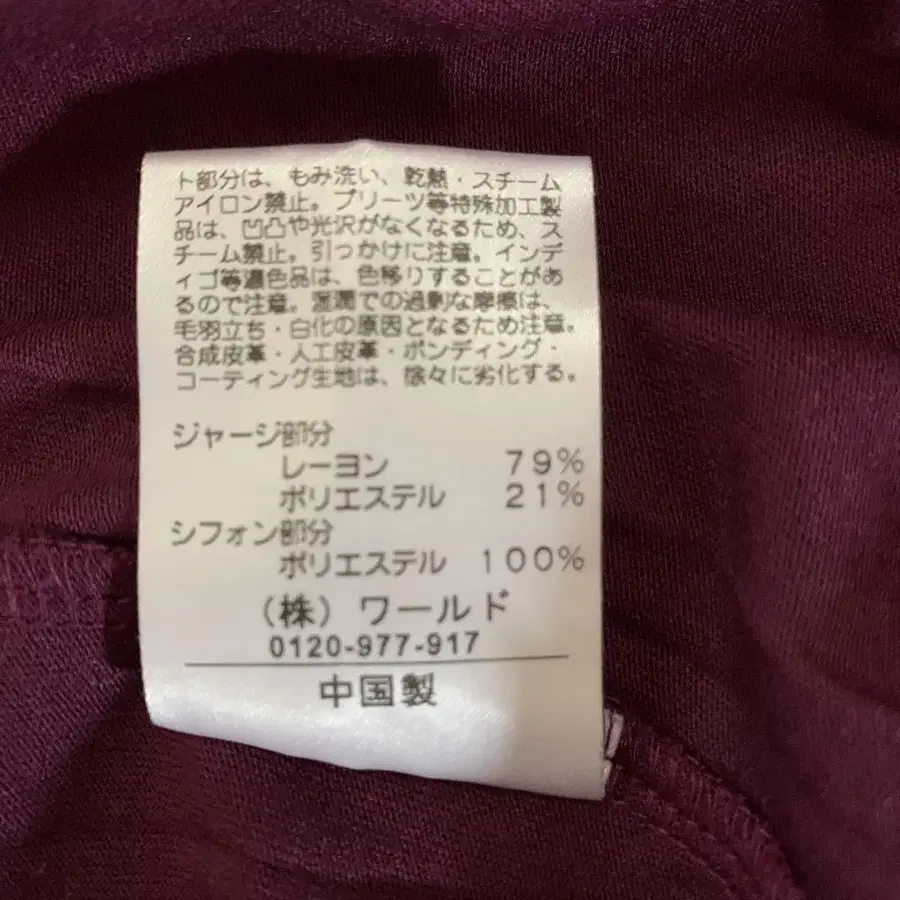 ト部分は、もみ洗い、乾熱・スチーム
アイロン禁止。プリーツ等特殊加工製
品は、凹凸や光沢がなくなるため、ス
チーム禁止。引っかけに注意。インデ
ィゴ等濃色品は、色移りすることがあ
るので注意。湿潤での過剰な摩擦は、
毛羽立ち・白化の原因となるため注意。
合成皮革・人工皮革・ボンディング・
コーティング生地は、徐々に劣化する。
ジャージ部分
レーヨン 79%
ポリエステル 21%
シフォン部分
ポリエステル 100%
(株)ワールド
0120-977-917
中国製